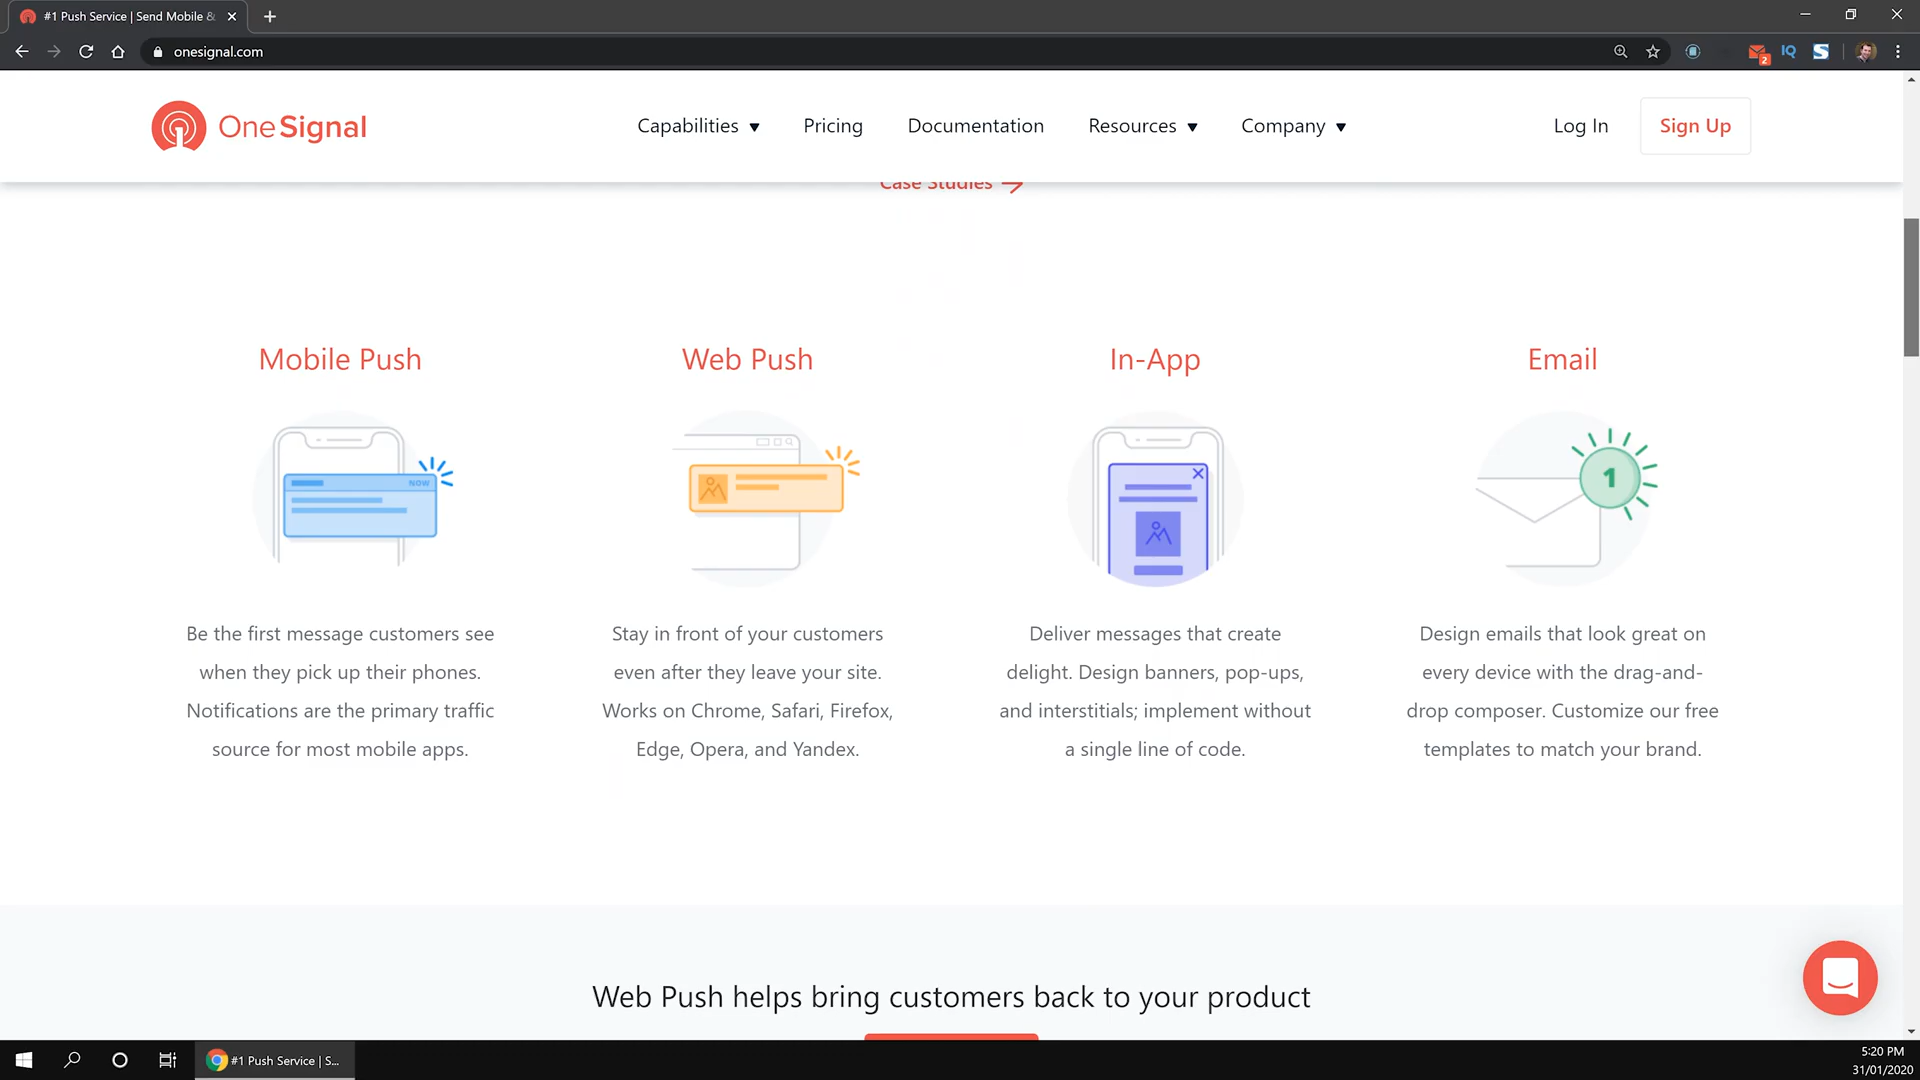 #1 Push Service | Send Mobile &
onesignal.com
2
IQ
S
OneSignal
Capabilities ▼
Pricing
Documentation
Resources ▼
Company ▼
Log In
Sign Up
Case Studies →
Mobile Push
Web Push
In-App
Email
NOW
1
Be the first message customers see
when they pick up their phones.
Notifications are the primary traffic
source for most mobile apps.
Stay in front of your customers
even after they leave your site.
Works on Chrome, Safari, Firefox,
Edge, Opera, and Yandex.
Deliver messages that create
delight. Design banners, pop-ups,
and interstitials; implement without
a single line of code.
Design emails that look great on
every device with the drag-and-
drop composer. Customize our free
templates to match your brand.
Web Push helps bring customers back to your product
#1 Push Service | S...
5:20 PM
31/01/2020